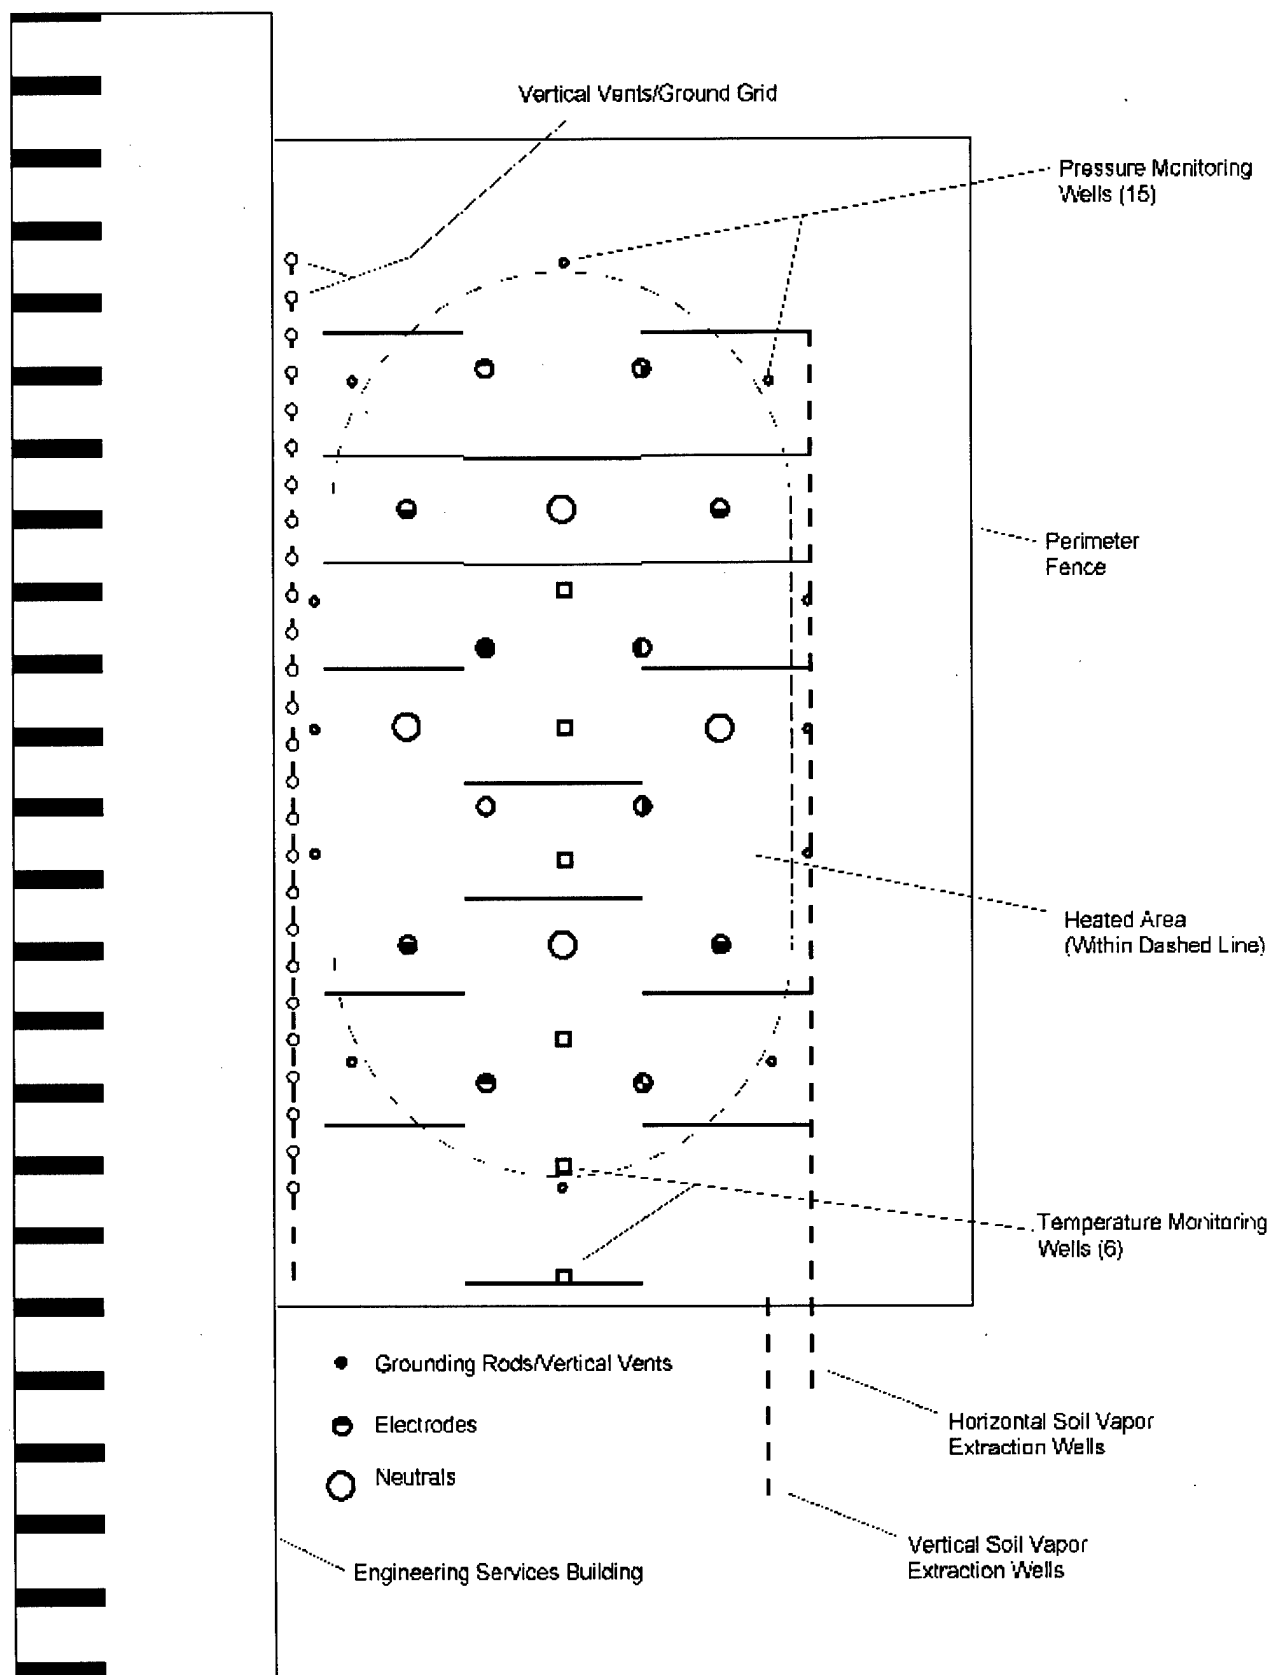 Vertical Vents/Ground Grid
Pressure Monitoring
Wells (15)
Perimeter
Fence
Heated Area
(Within Dashed Line)
Temperature Monitoring
Wells (6)
Grounding Rods/Vertical Vents
Electrodes
Neutrals
Horizontal Soil Vapor
Extraction Wells
Vertical Soil Vapor
Extraction Wells
Engineering Services Building